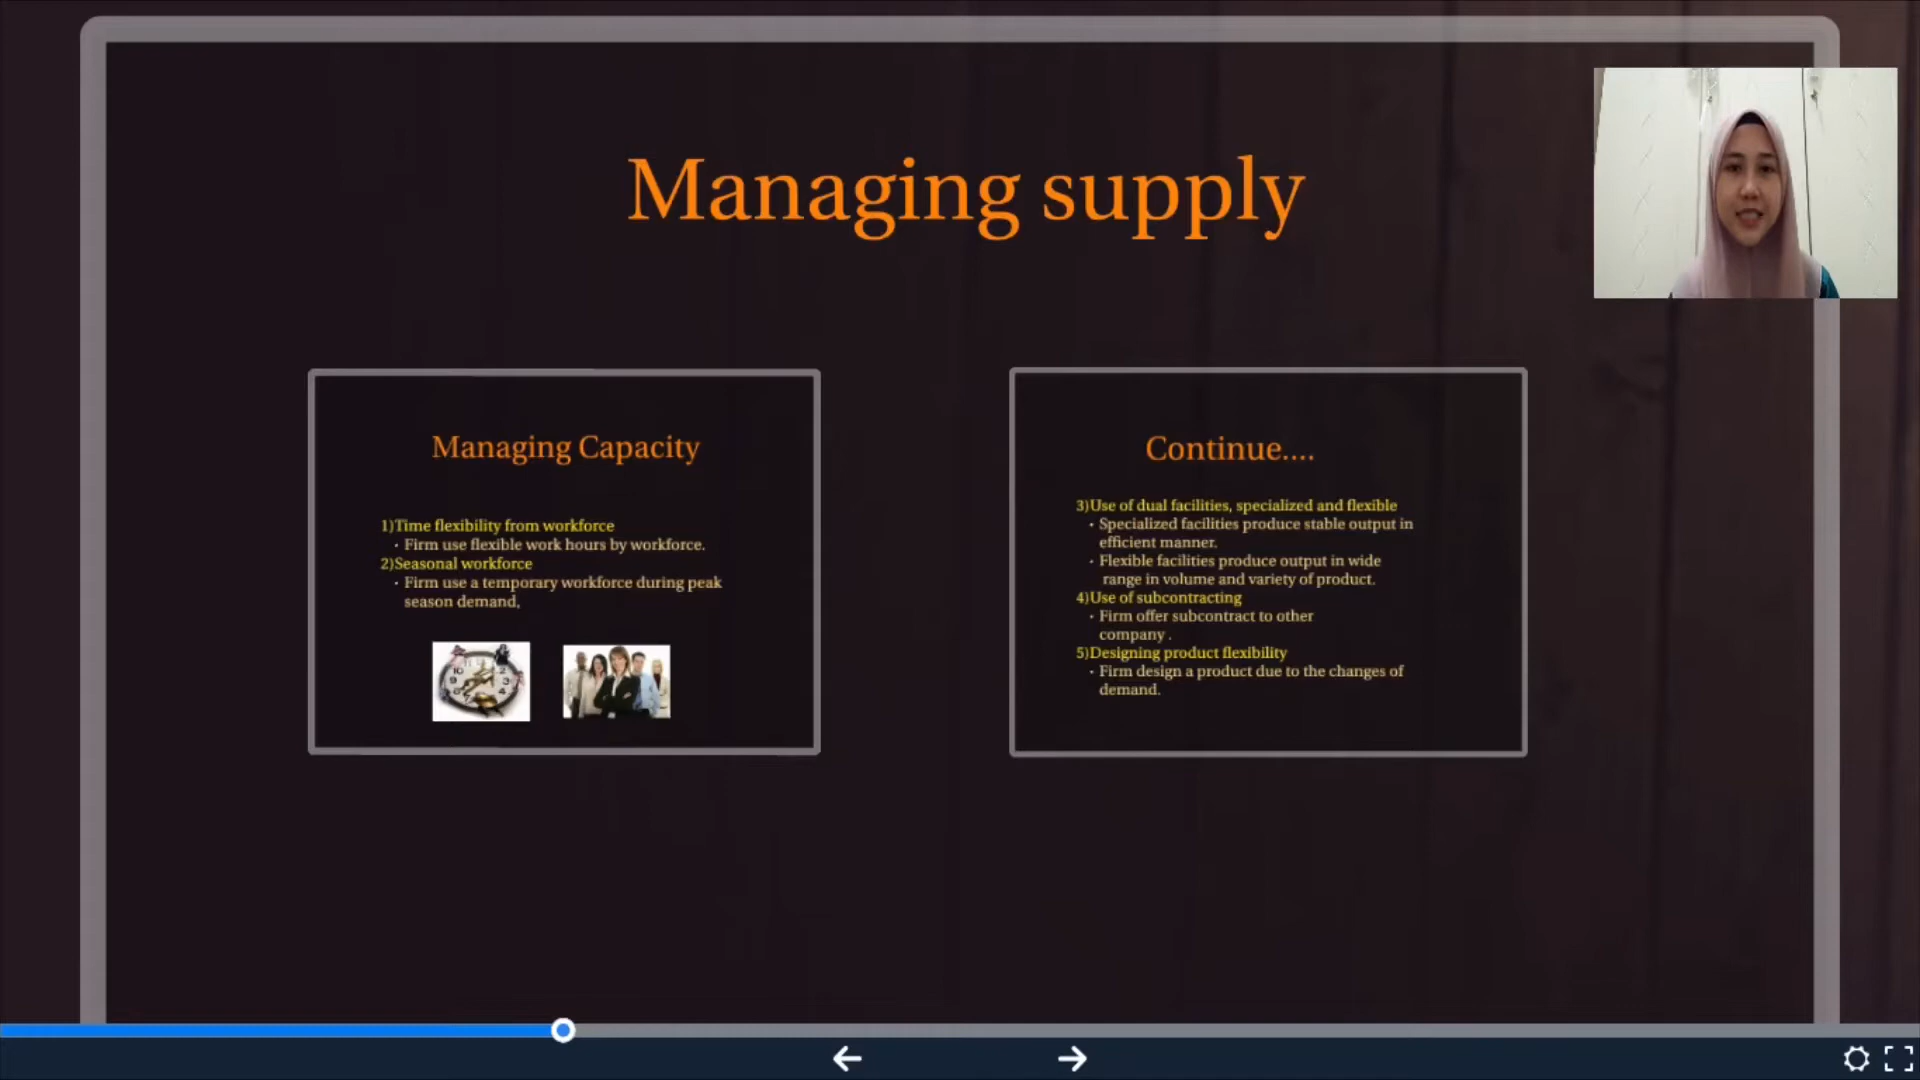 Managing supply
Managing Capacity
1)Time flexibility from workforce
· Firm use flexible work hours by workforce.
2)Seasonal workforce
· Firm use a temporary workforce during peak
season demand,
Continue....
3)Use of dual facilities, specialized and flexible
· Specialized facilities produce stable output in
efficient manner.
· Flexible facilities produce output in wide
range in volume and variety of product.
4)Use of subcontracting
· Firm offer subcontract to other
company .
5)Designing product flexibility
· Firm design a product due to the changes of
demand.